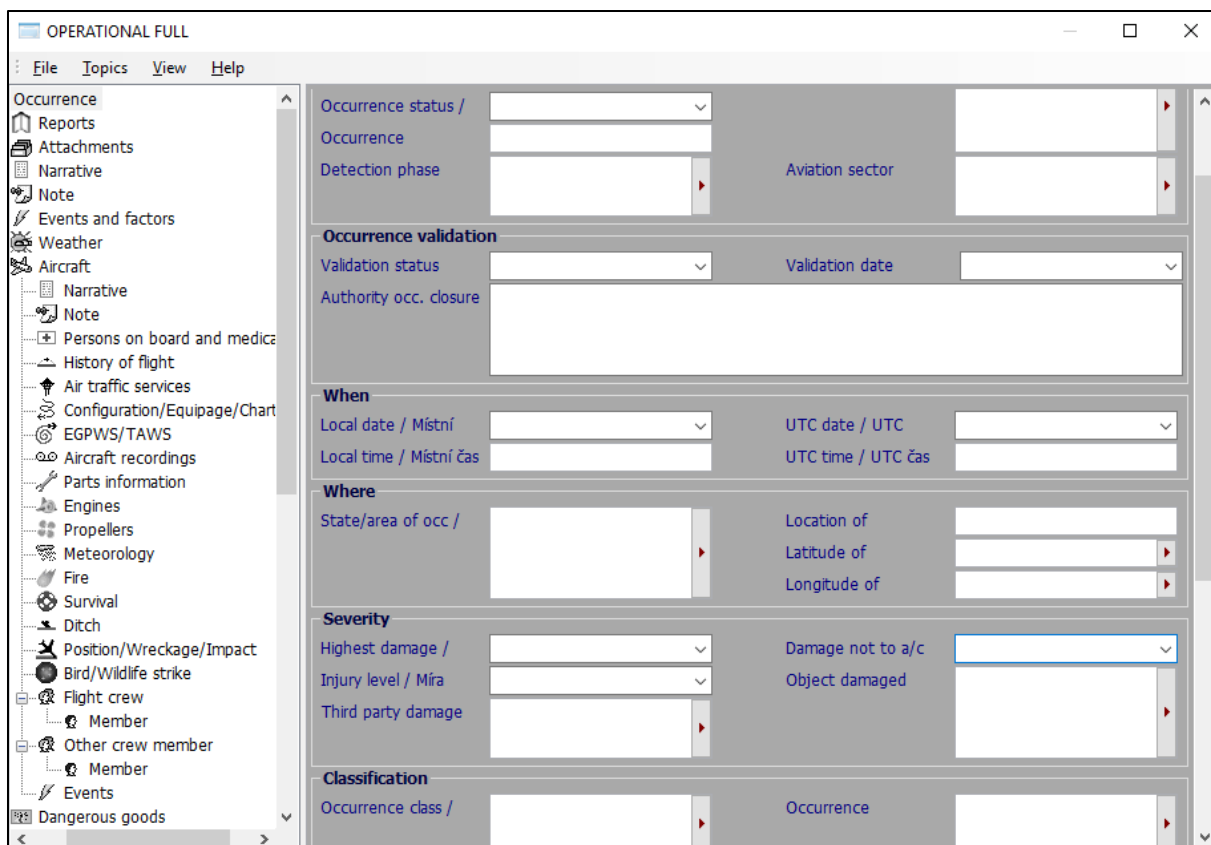 OPERATIONAL FULL
File Topics View Help
Occurrence
Reports
Attachments
Narrative
Note
Events and factors
Weather
Aircraft
Narrative
Note
Persons on board and medica
History of flight
Air traffic services
Configuration/Equipage/Chart
EGPWS/TAWS
Aircraft recordings
Parts information
Engines
Propellers
Meteorology
Fire
Survival
Ditch
Position/Wreckage/Impact
Bird/Wildlife strike
Flight crew
Member
Other crew member
Member
Events
Dangerous goods
Occurrence status /
Occurrence
Detection phase Aviation sector
Occurrence validation
Validation status Validation date
Authority occ. closure
When
Local date / Místní UTC date / UTC
Local time / Místní čas UTC time / UTC čas
Where
State/area of occ / Location of
Latitude of
Longitude of
Severity
Highest damage / Damage not to a/c
Injury level / Míra Object damaged
Third party damage
Classification
Occurrence class / Occurrence